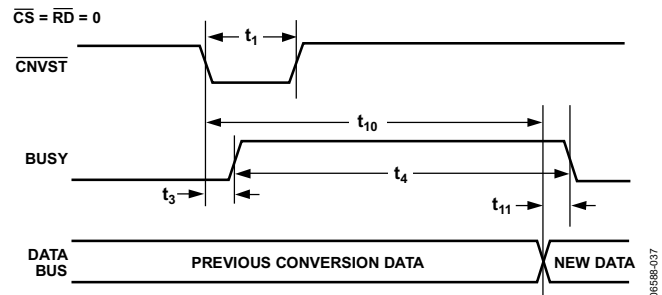 CS = RD = 0
t1
CNVST
t10
BUSY
t4
t3
t11
DATA
BUS
PREVIOUS CONVERSION DATA
NEW DATA
06588-037